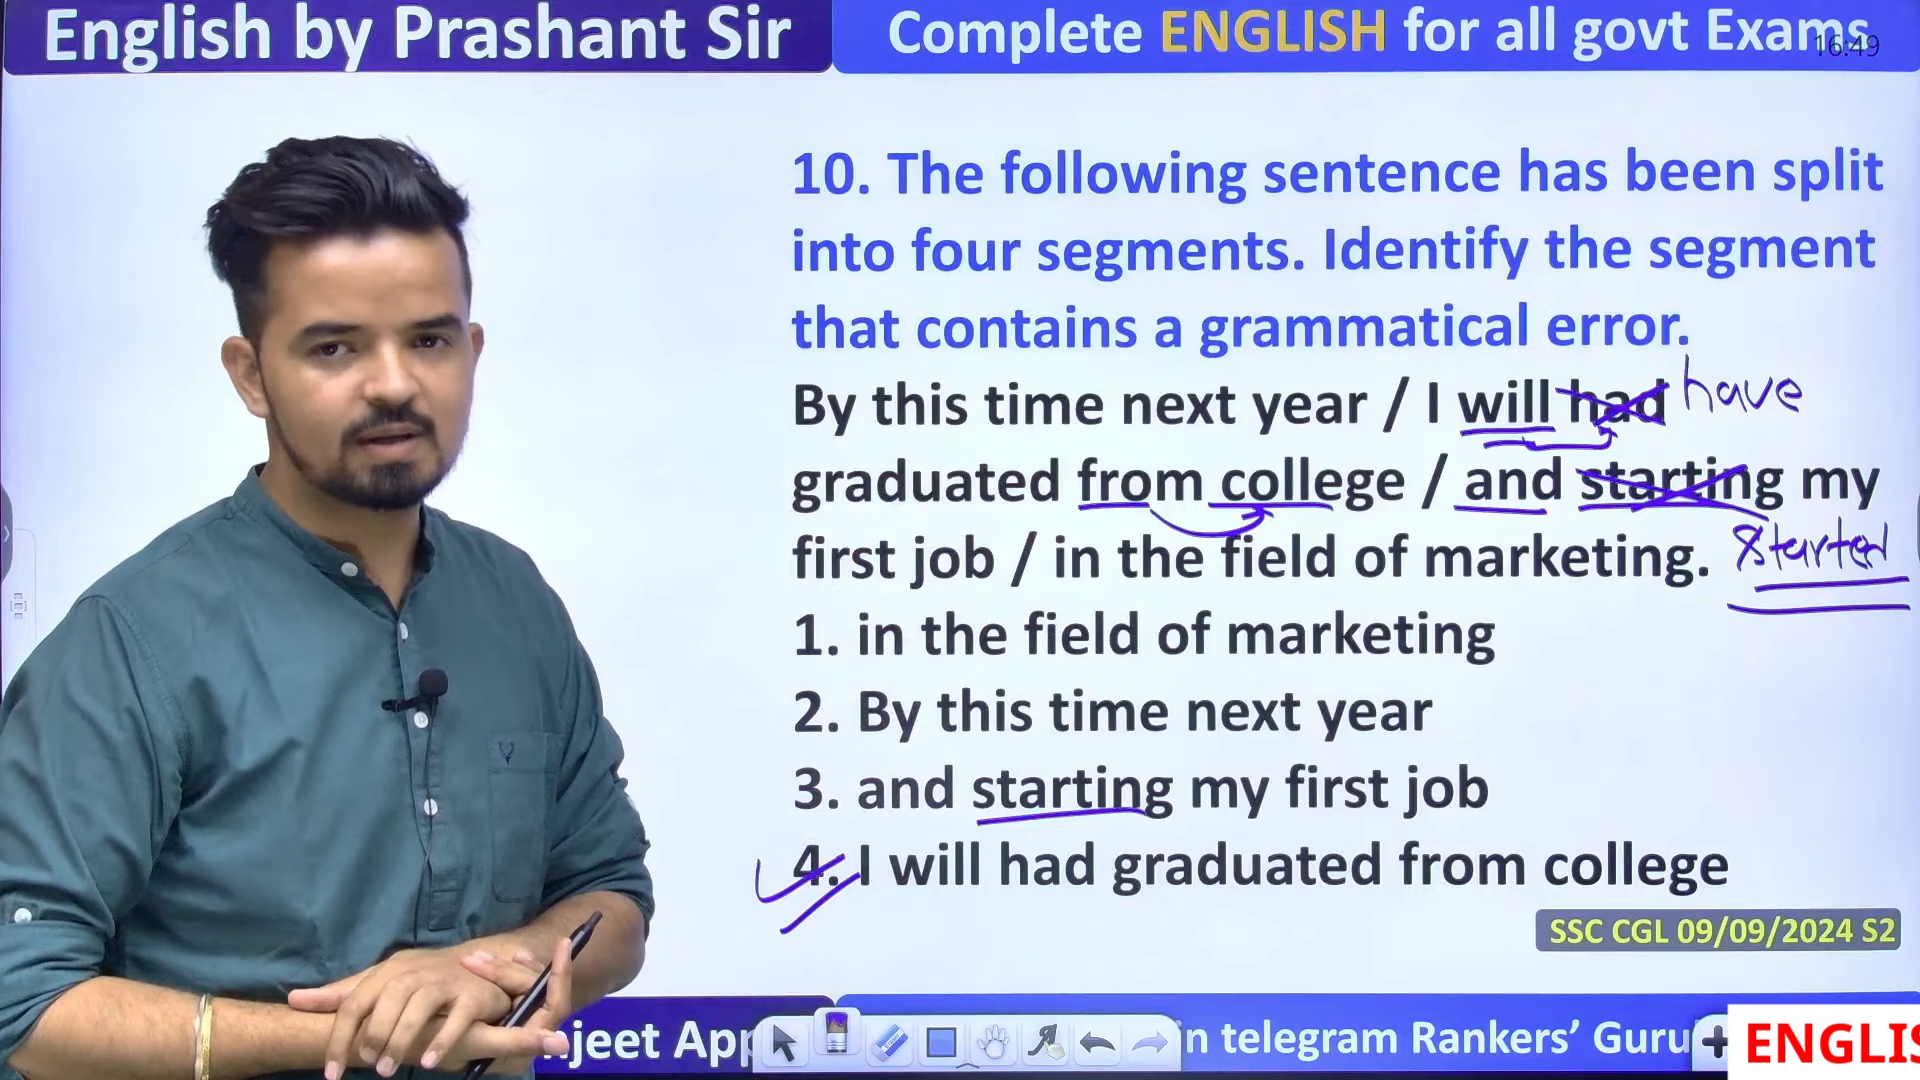 English by Prashant Sir
Complete ENGLISH for all govt Exams
16:49
10. The following sentence has been split
into four segments. Identify the segment
that contains a grammatical error.
By this time next year / I will had have
graduated from college / and starting my
first job / in the field of marketing. started
1. in the field of marketing
2. By this time next year
3. and starting my first job
4. I will had graduated from college
SSC CGL 09/09/2024 S2
njeet App
in telegram Rankers’ Guru
ENGLIS